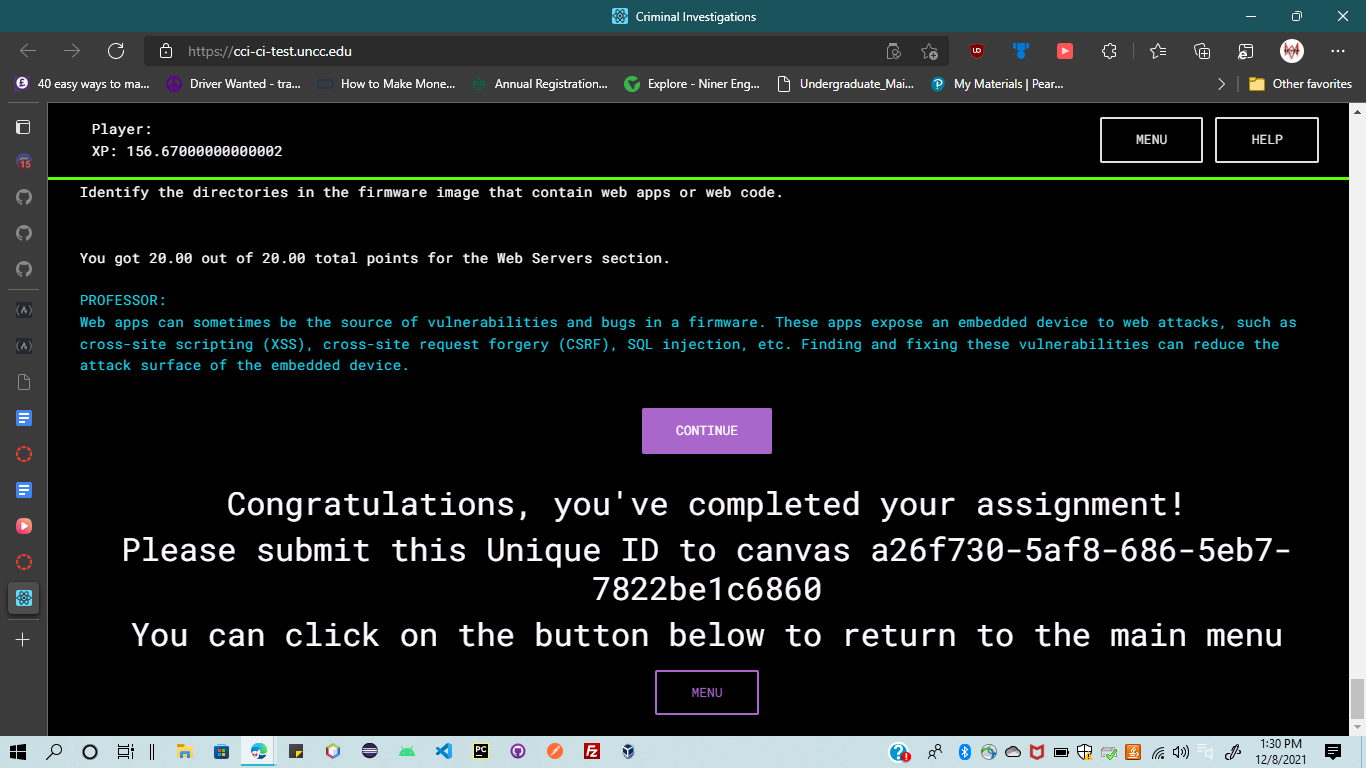 Criminal Investigations
https://cci-ci-test.uncc.edu
40 easy ways to ma...
Driver Wanted - tra...
How to Make Mone...
Annual Registration...
Explore - Niner Eng...
Undergraduate_Mai...
My Materials | Pear...
Other favorites
Player:
XP: 156.67000000000002
MENU
HELP
Identify the directories in the firmware image that contain web apps or web code.
You got 20.00 out of 20.00 total points for the Web Servers section.
PROFESSOR:
Web apps can sometimes be the source of vulnerabilities and bugs in a firmware. These apps expose an embedded device to web attacks, such as
cross-site scripting (XSS), cross-site request forgery (CSRF), SQL injection, etc. Finding and fixing these vulnerabilities can reduce the
attack surface of the embedded device.
CONTINUE
Congratulations, you've completed your assignment!
Please submit this Unique ID to canvas a26f730-5af8-686-5eb7-
7822be1c6860
You can click on the button below to return to the main menu
MENU
1:30 PM
12/8/2021